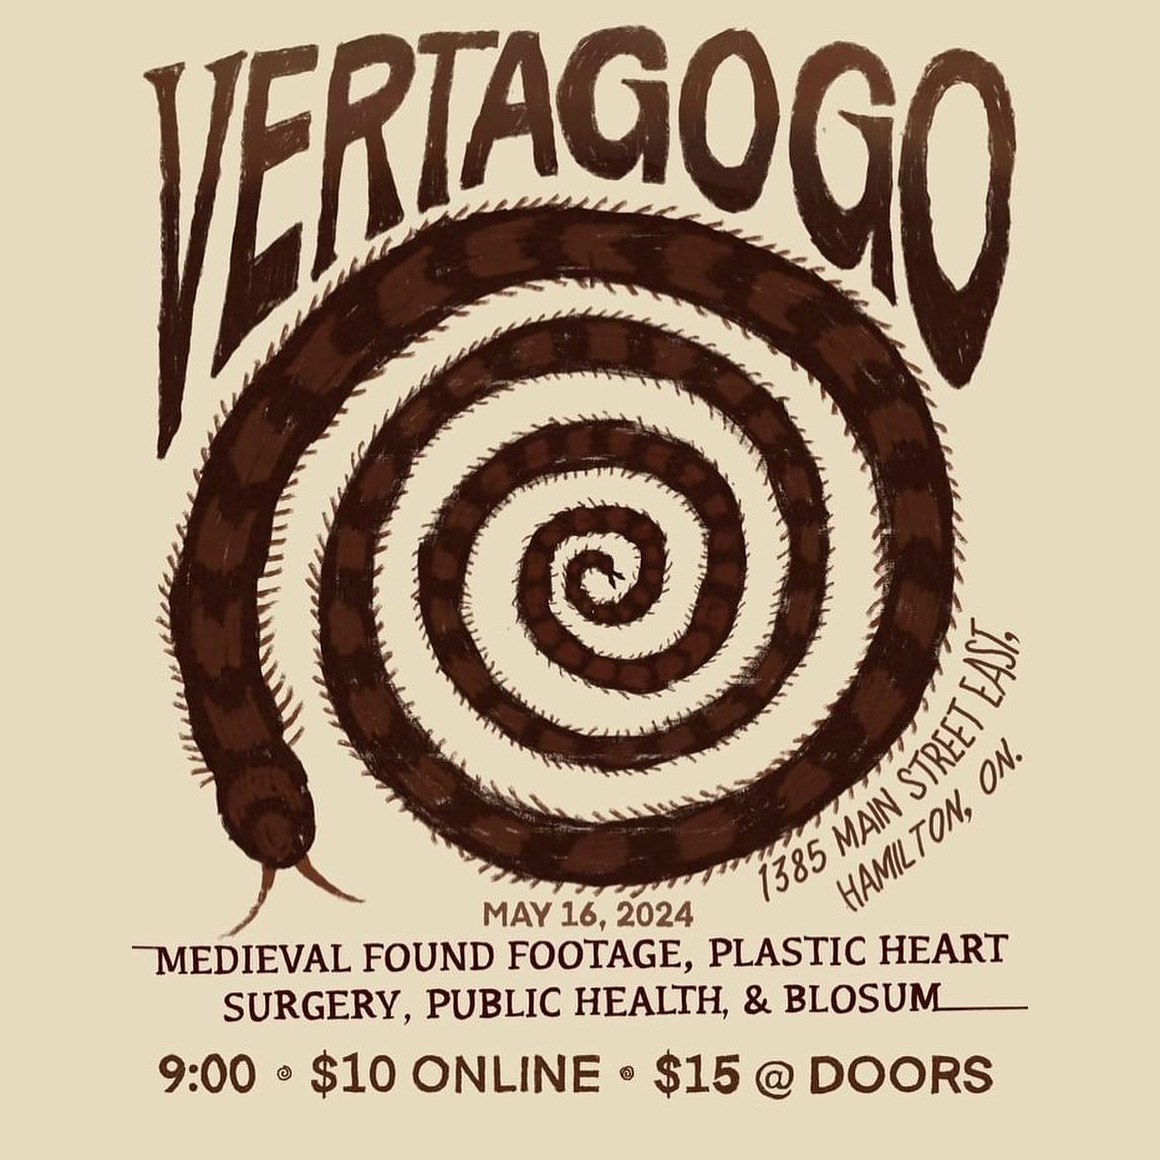 VERTAGOGO
1385 MAIN STREET EAST,
HAMILTON, ON.
MAY 16, 2024
MEDIEVAL FOUND FOOTAGE, PLASTIC HEART
SURGERY, PUBLIC HEALTH, & BLOSUM
9:00 • $10 ONLINE • $15 @ DOORS